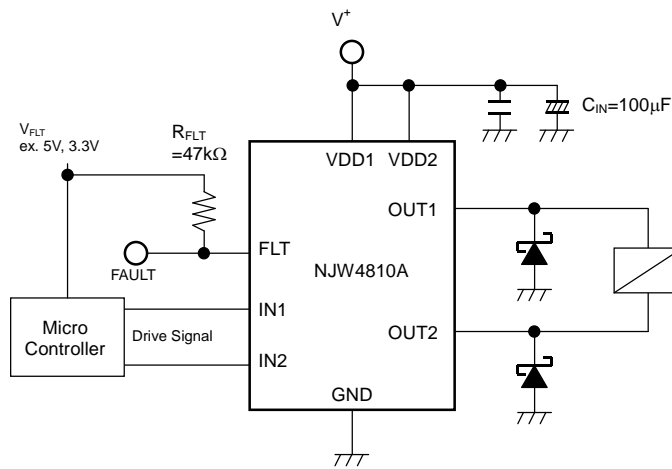 V+
CIN=100μF
VFLT
ex. 5V, 3.3V
RFLT
=47kΩ
VDD1 VDD2
OUT1
FLT
NJW4810A
FAULT
IN1
Micro
Controller
Drive Signal
OUT2
IN2
GND